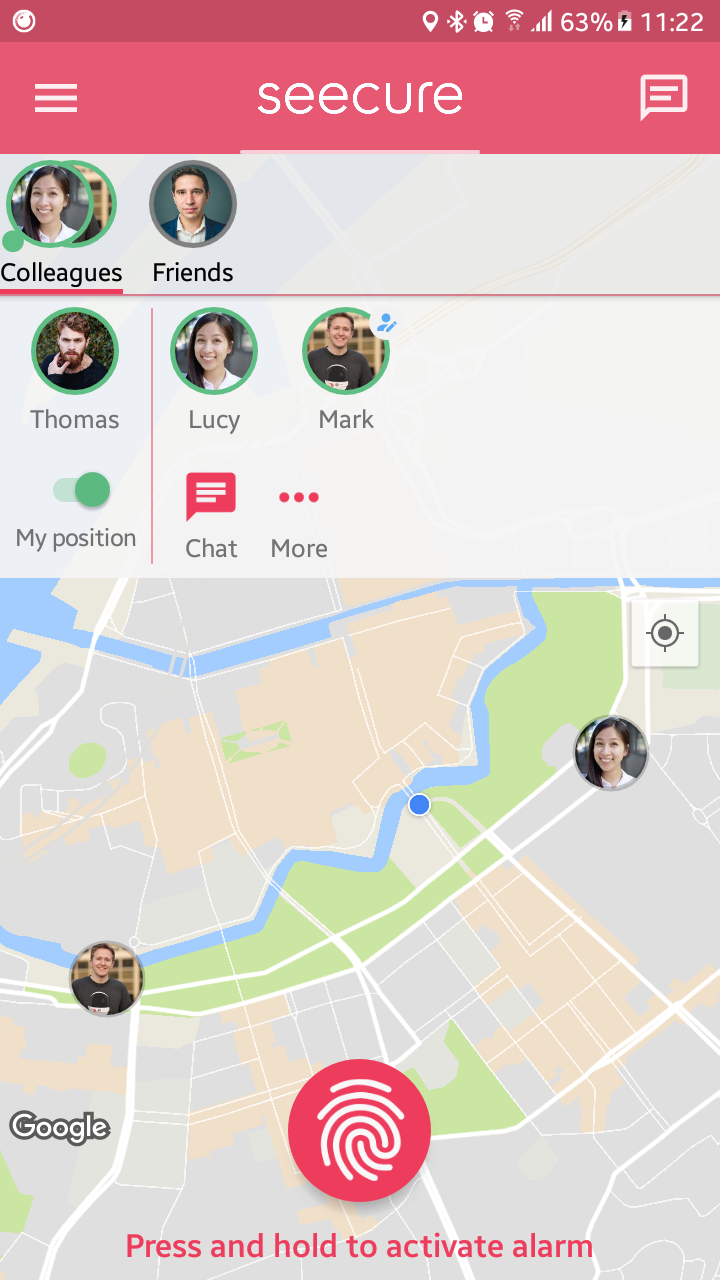 63% 11:22
seecure
Colleagues Friends
Thomas Lucy Mark
My position Chat More
Google
Press and hold to activate alarm